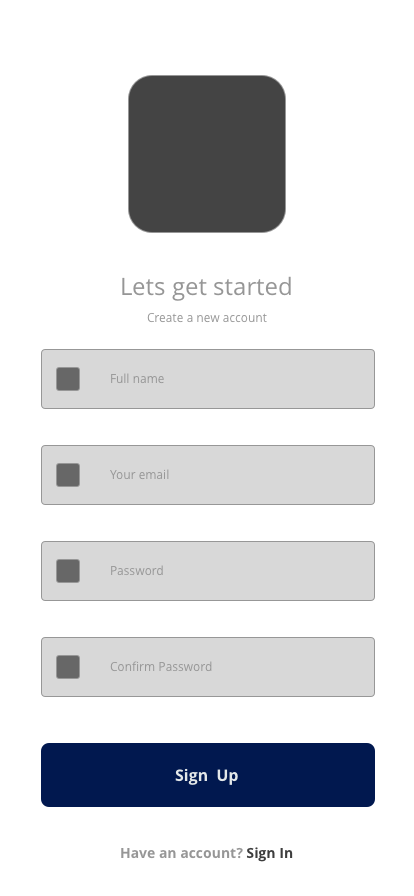 Lets get started
Create a new account
Full name
Your email
Password
Confirm Password
Sign Up
Have an account? Sign In